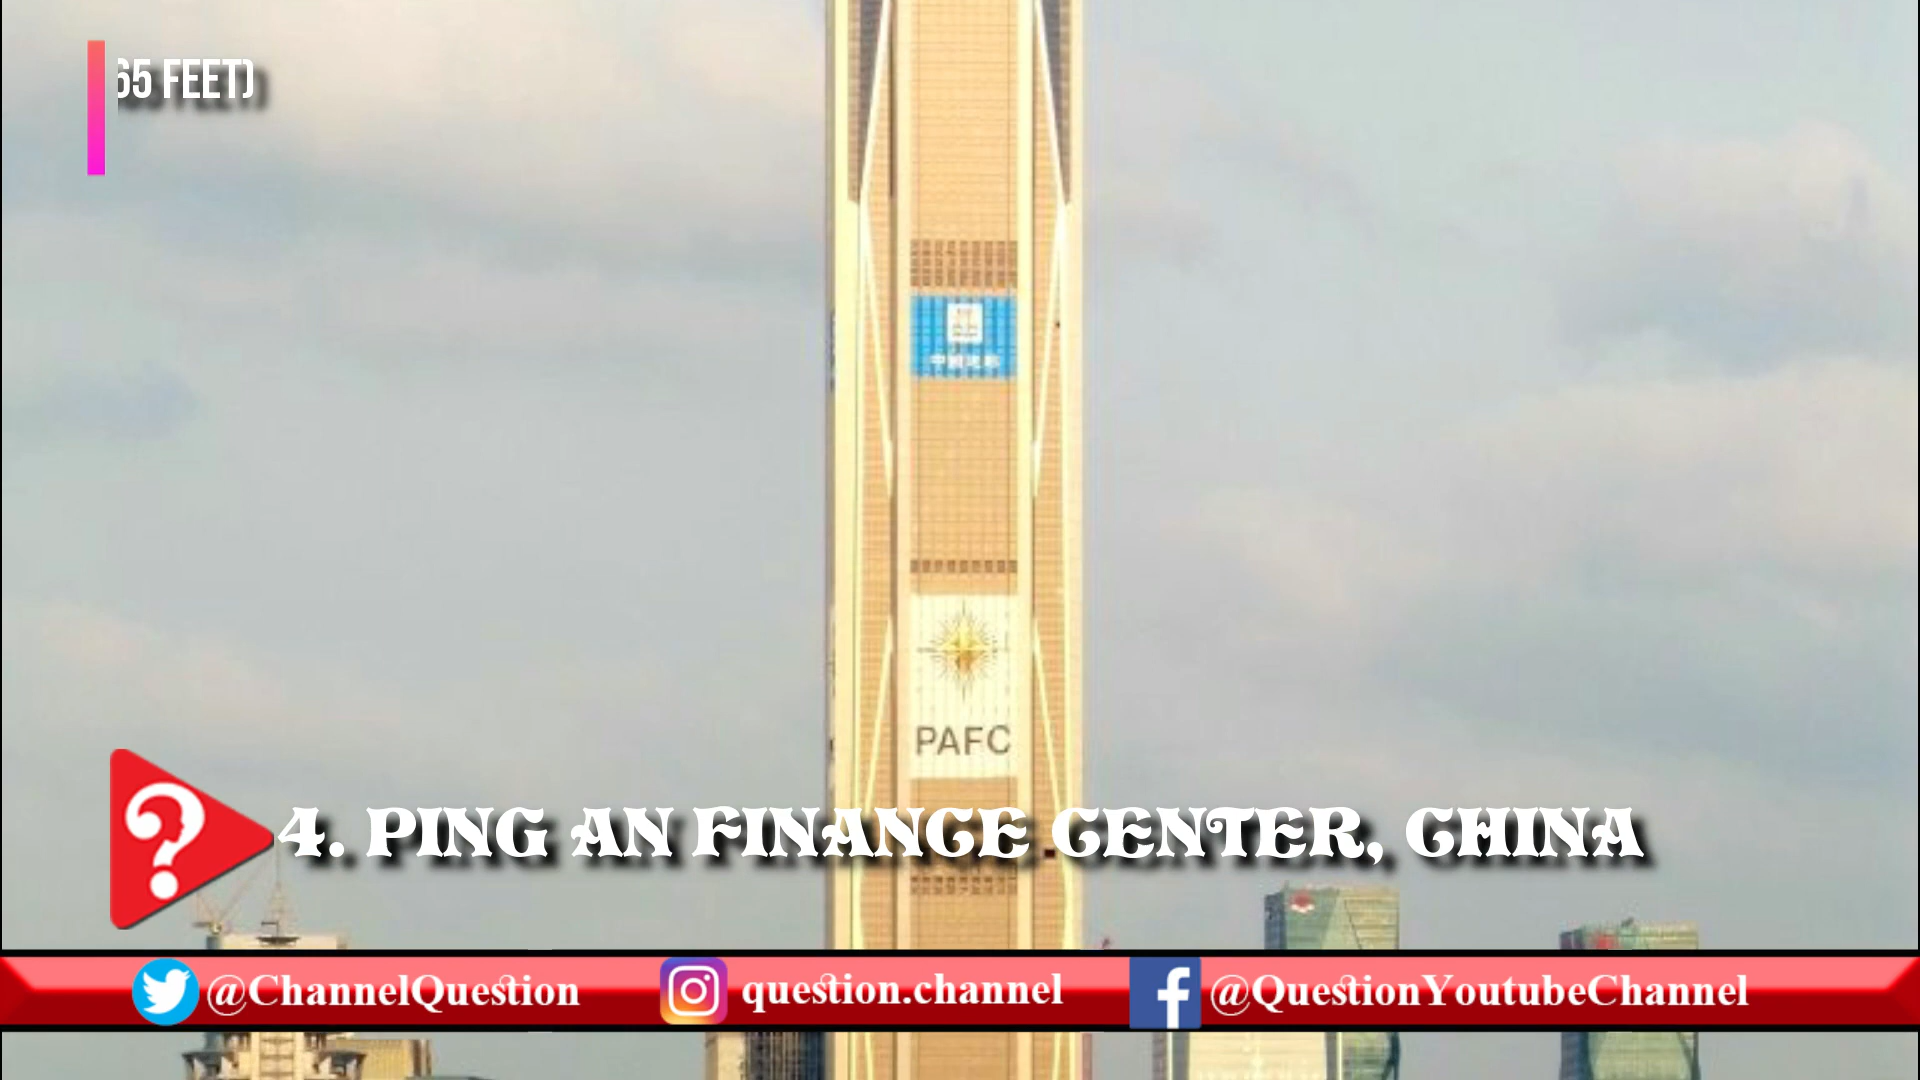 65 FEET)
PAFC
4. PING AN FINANCE CENTER, CHINA
@ChannelQuestion
question.channel
@QuestionYoutubeChannel